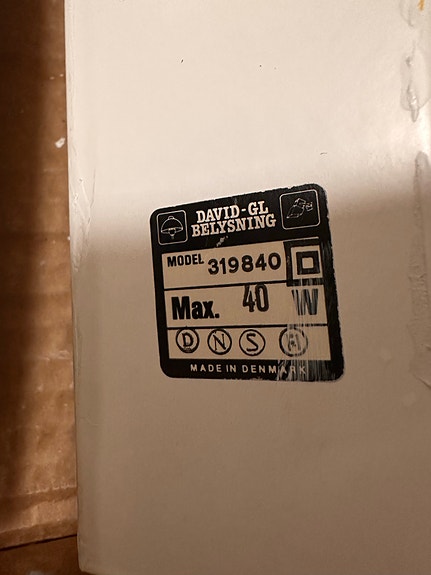 DAVID-GL
BELYSNING
MODEL 319840
Max. 40 W
D N S A
MADE IN DENMARK